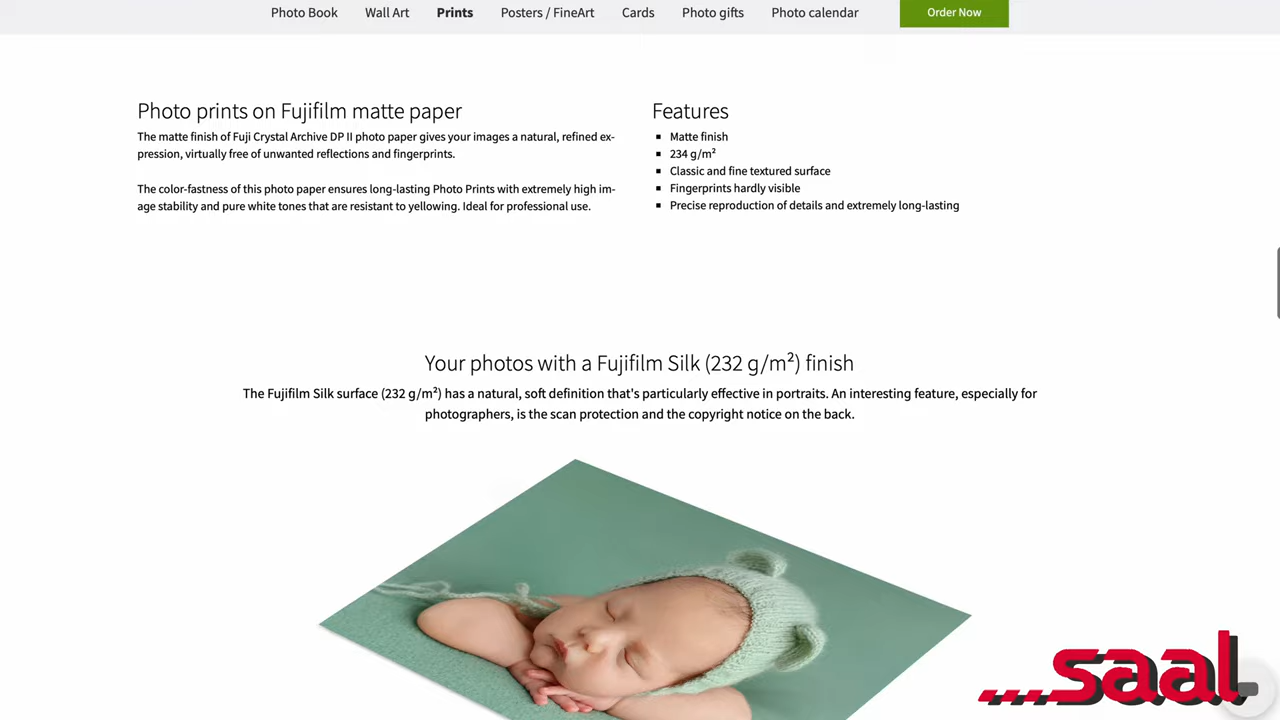 Photo Book Wall Art Prints Posters / FineArt Cards Photo gifts Photo calendar Order Now
Photo prints on Fujifilm matte paper
The matte finish of Fuji Crystal Archive DP II photo paper gives your images a natural, refined ex-
pression, virtually free of unwanted reflections and fingerprints.
The color-fastness of this photo paper ensures long-lasting Photo Prints with extremely high im-
age stability and pure white tones that are resistant to yellowing. Ideal for professional use.
Features
Matte finish
234 g/m²
Classic and fine textured surface
Fingerprints hardly visible
Precise reproduction of details and extremely long-lasting
Your photos with a Fujifilm Silk (232 g/m²) finish
The Fujifilm Silk surface (232 g/m²) has a natural, soft definition that's particularly effective in portraits. An interesting feature, especially for
photographers, is the scan protection and the copyright notice on the back.
...saal